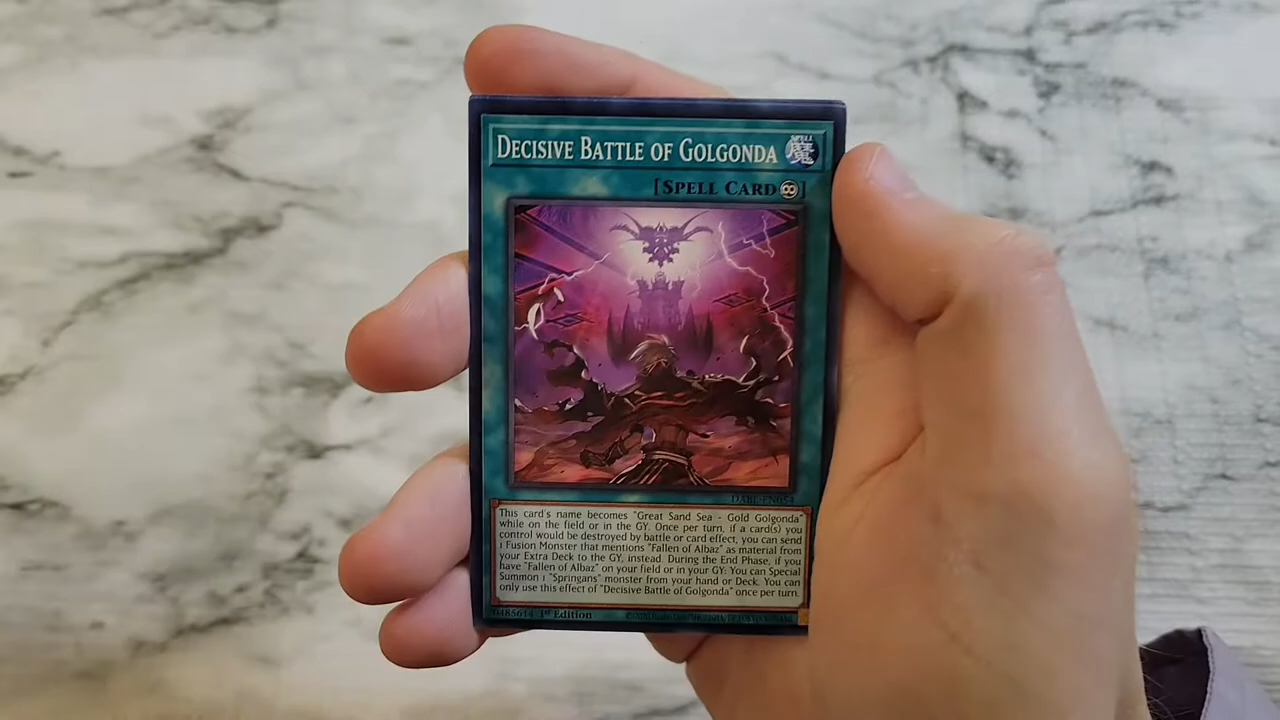 DECISIVE BATTLE OF GOLGONDA
SPELL
魔
[SPELL CARD]
DABL-EN054
This card's name becomes "Great Sand Sea - Gold Golgonda"
while on the field or in the GY. Once per turn, if a card(s) you
control would be destroyed by battle or card effect, you can send
1 Fusion Monster that mentions "Fallen of Albaz" as material from
your Extra Deck to the GY, instead. During the End Phase, if you
have "Fallen of Albaz" on your field or in your GY: You can Special
Summon 1 "Springans" monster from your hand or Deck. You can
only use this effect of "Decisive Battle of Golgonda" once per turn.
1st Edition